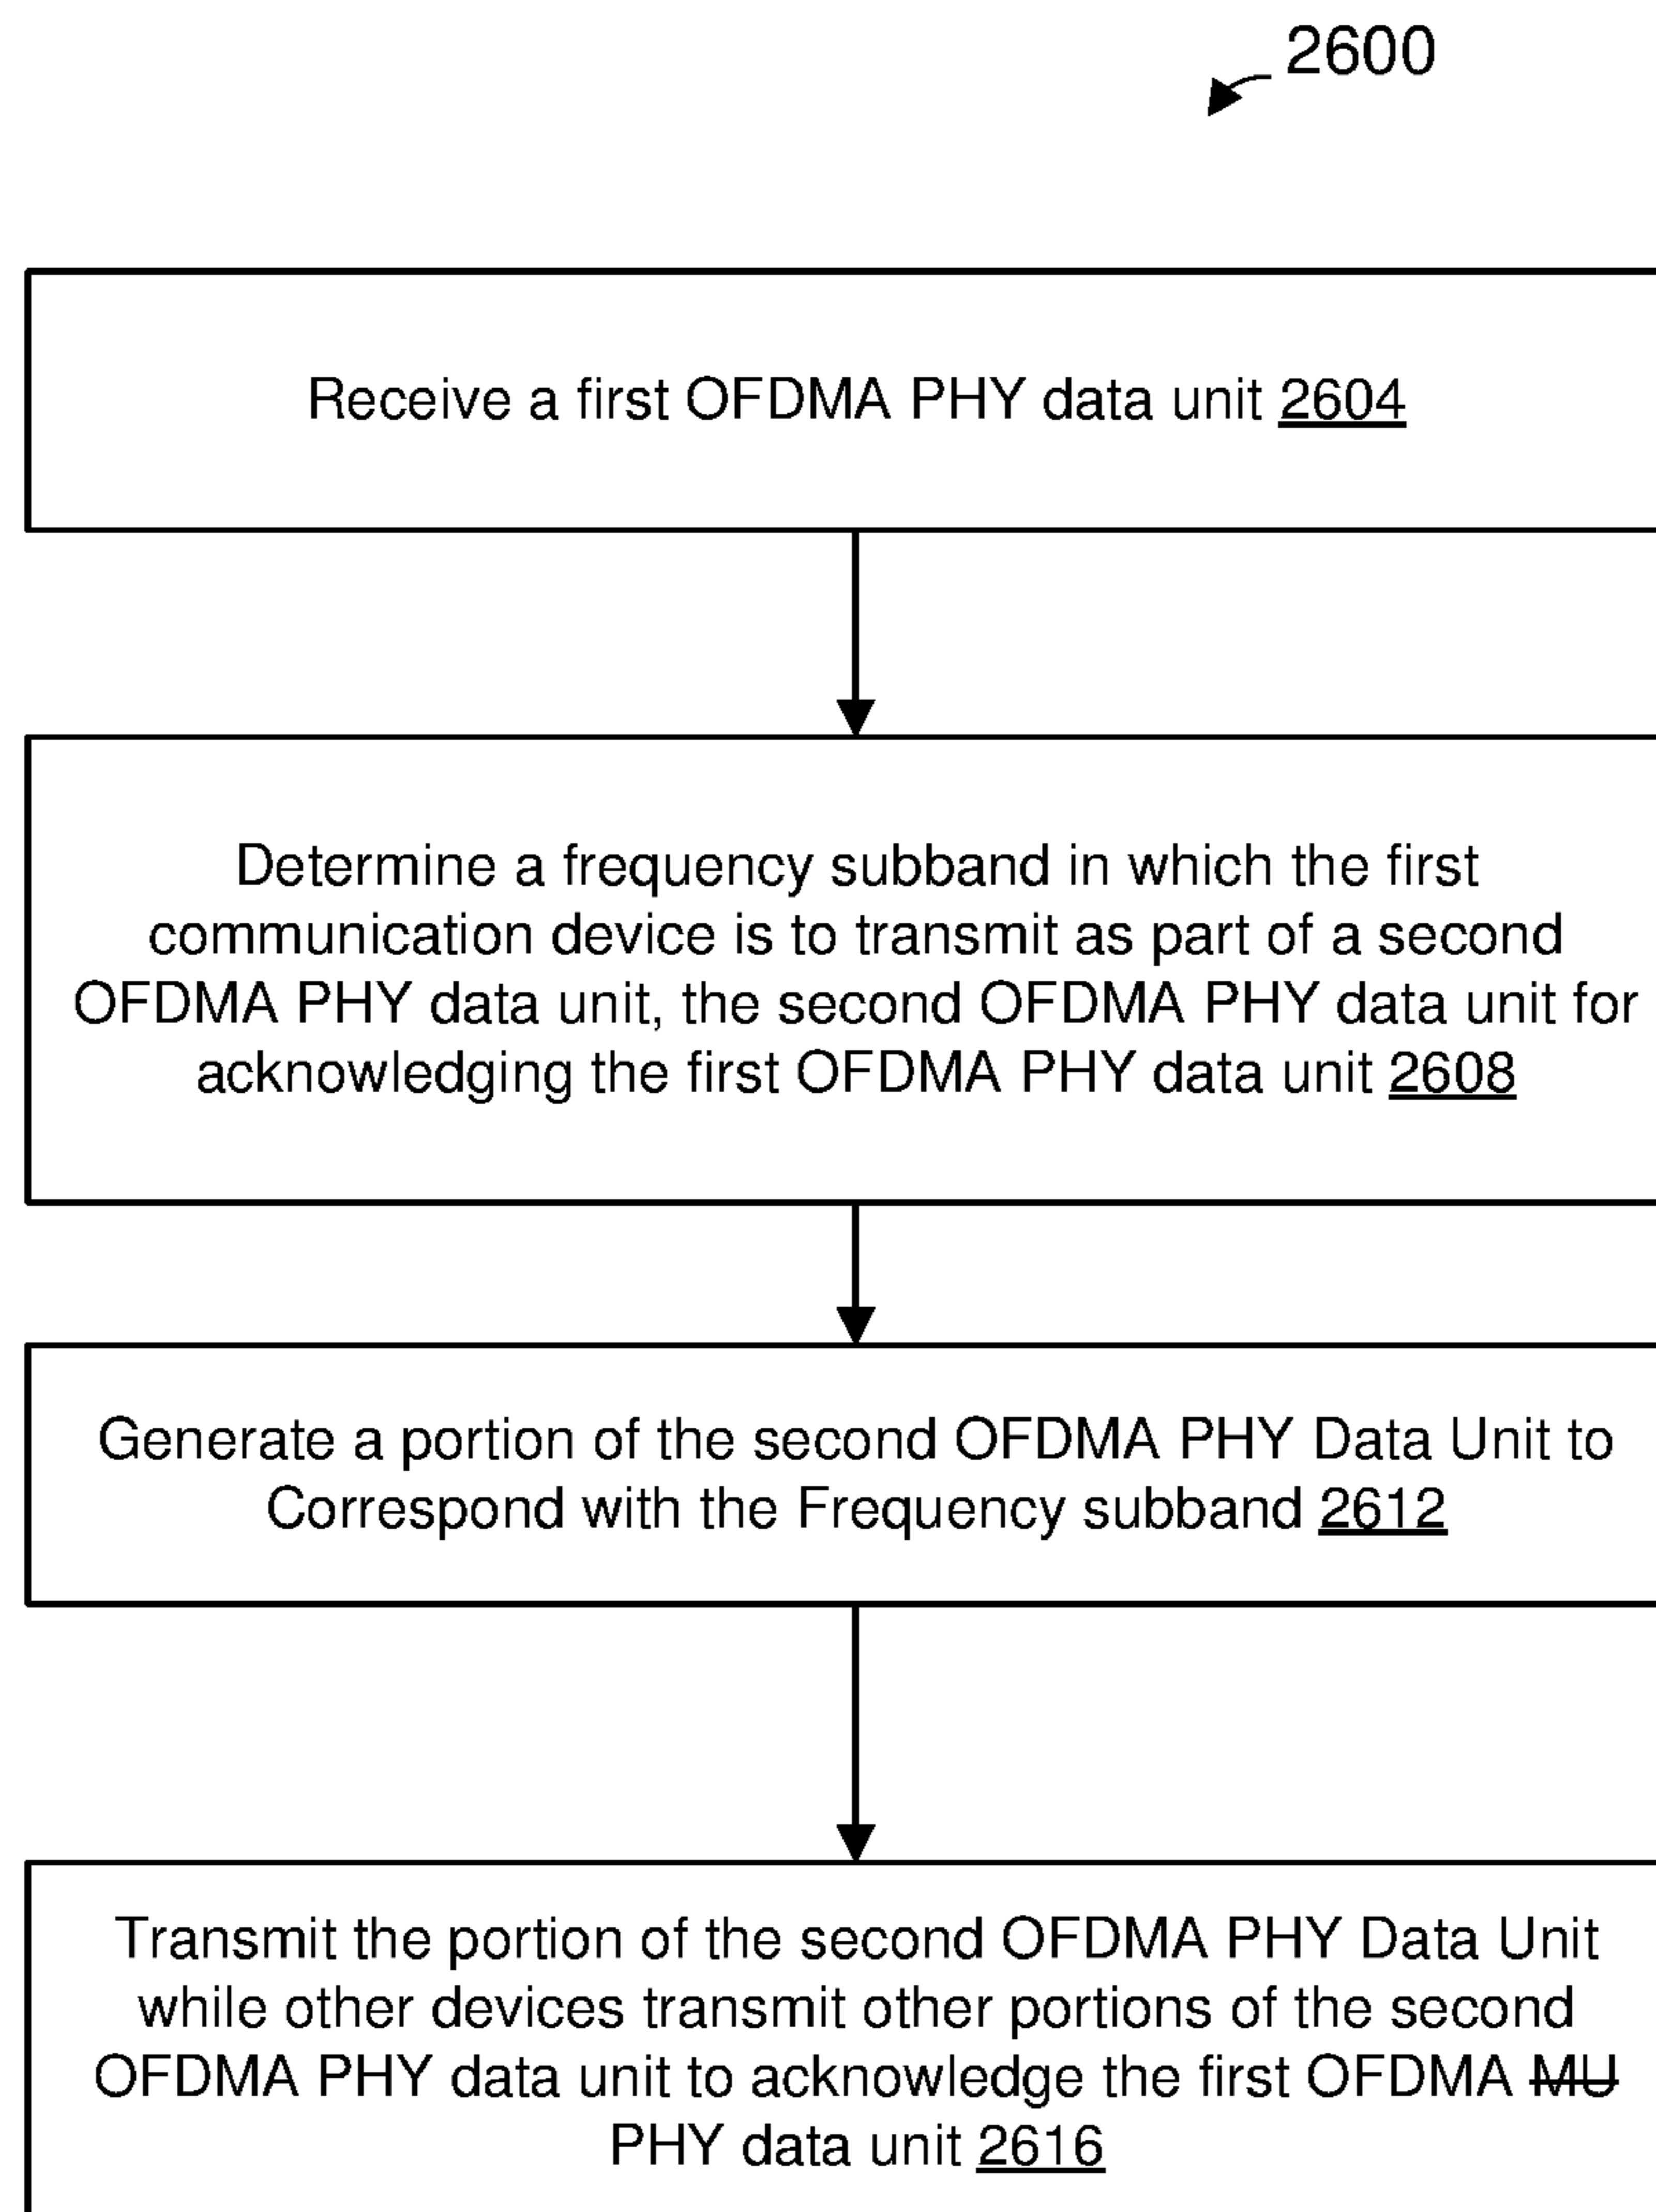 2600
Receive a first OFDMA PHY data unit 2604
Determine a frequency subband in which the first
communication device is to transmit as part of a second
OFDMA PHY data unit, the second OFDMA PHY data unit for
acknowledging the first OFDMA PHY data unit 2608
Generate a portion of the second OFDMA PHY Data Unit to
Correspond with the Frequency subband 2612
Transmit the portion of the second OFDMA PHY Data Unit
while other devices transmit other portions of the second
OFDMA PHY data unit to acknowledge the first OFDMA MU
PHY data unit 2616